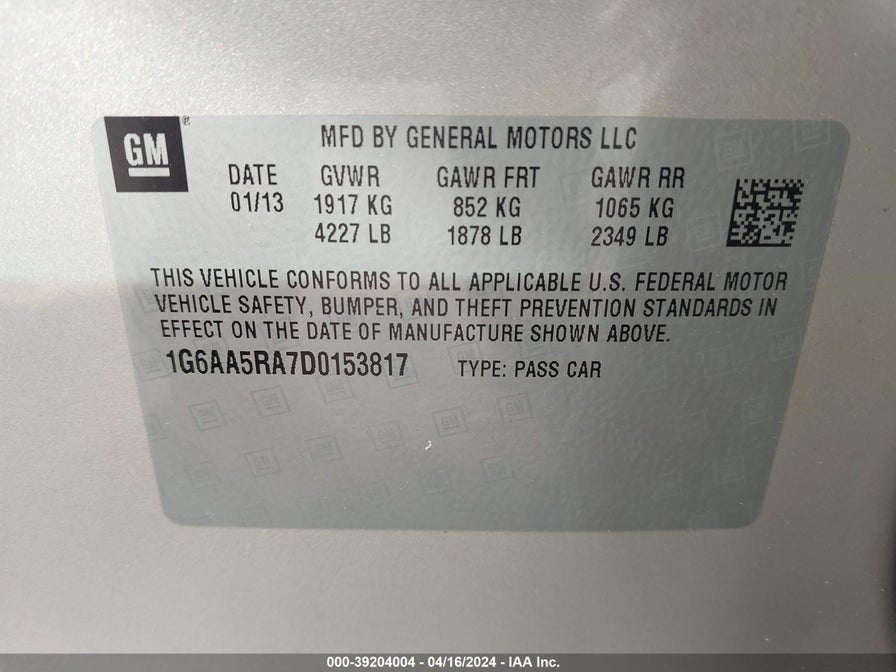 GM®
MFD BY GENERAL MOTORS LLC
DATE GVWR GAWR FRT GAWR RR
01/13 1917 KG 852 KG 1065 KG
4227 LB 1878 LB 2349 LB
THIS VEHICLE CONFORMS TO ALL APPLICABLE U.S. FEDERAL MOTOR
VEHICLE SAFETY, BUMPER, AND THEFT PREVENTION STANDARDS IN
EFFECT ON THE DATE OF MANUFACTURE SHOWN ABOVE.
1G6AA5RA7D0153817 TYPE: PASS CAR
000-39204004 - 04/16/2024 - IAA Inc.